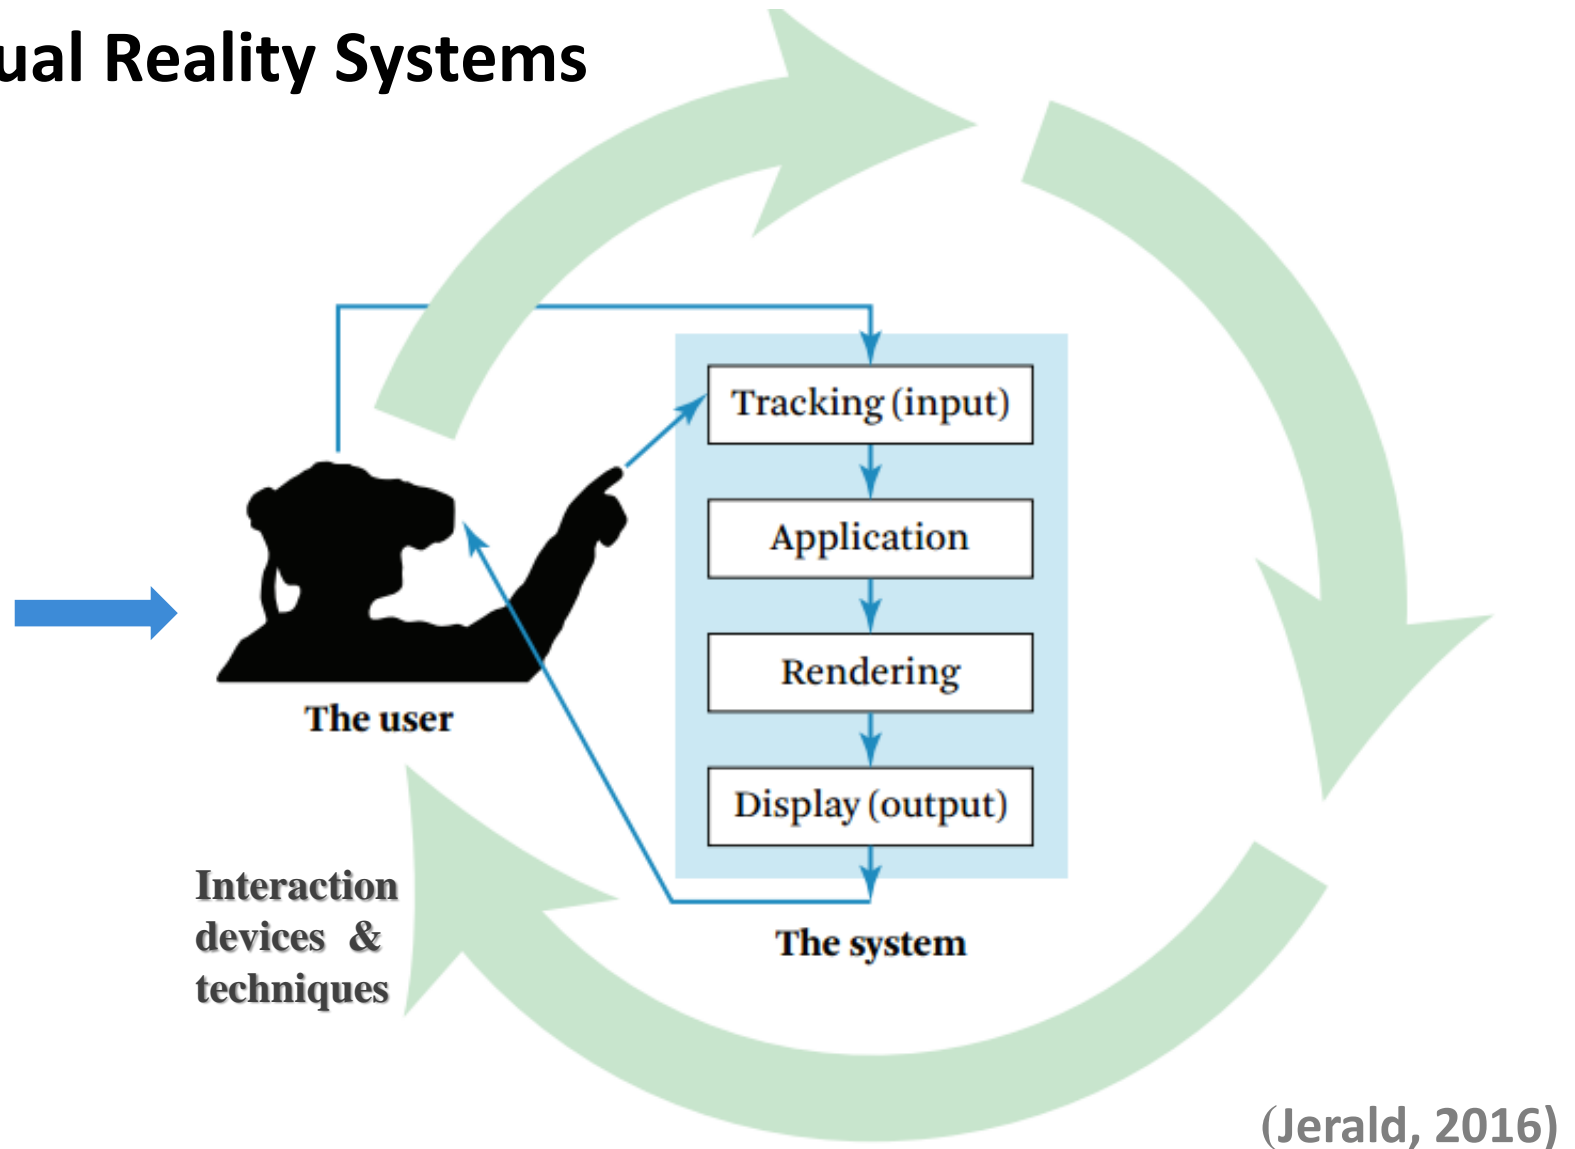 ual Reality Systems
Tracking (input)
Application
Rendering
The user
Display (output)
Interaction
devices &
techniques
The system
(Jerald, 2016)